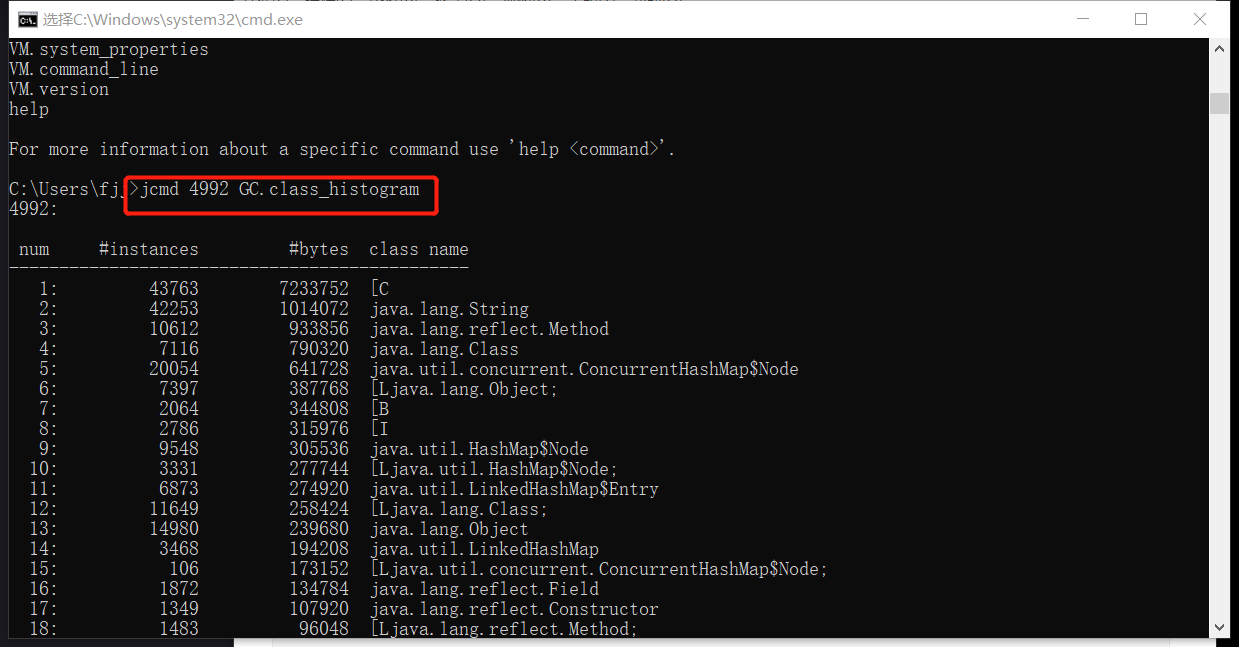 选择C:\Windows\system32\cmd.exe
VM.system_properties
VM.command_line
VM.version
help
For more information about a specific command use 'help <command>'.
C:\Users\fjj>jcmd 4992 GC.class_histogram
4992:
num #instances #bytes class name
----------------------------------------------
1: 43763 7233752 [C
2: 42253 1014072 java.lang.String
3: 10612 933856 java.lang.reflect.Method
4: 7116 790320 java.lang.Class
5: 20054 641728 java.util.concurrent.ConcurrentHashMap$Node
6: 7397 387768 [Ljava.lang.Object;
7: 2064 344808 [B
8: 2786 315976 [I
9: 9548 305536 java.util.HashMap$Node
10: 3331 277744 [Ljava.util.HashMap$Node;
11: 6873 274920 java.util.LinkedHashMap$Entry
12: 11649 258424 [Ljava.lang.Class;
13: 14980 239680 java.lang.Object
14: 3468 194208 java.util.LinkedHashMap
15: 106 173152 [Ljava.util.concurrent.ConcurrentHashMap$Node;
16: 1872 134784 java.lang.reflect.Field
17: 1349 107920 java.lang.reflect.Constructor
18: 1483 96048 [Ljava.lang.reflect.Method;